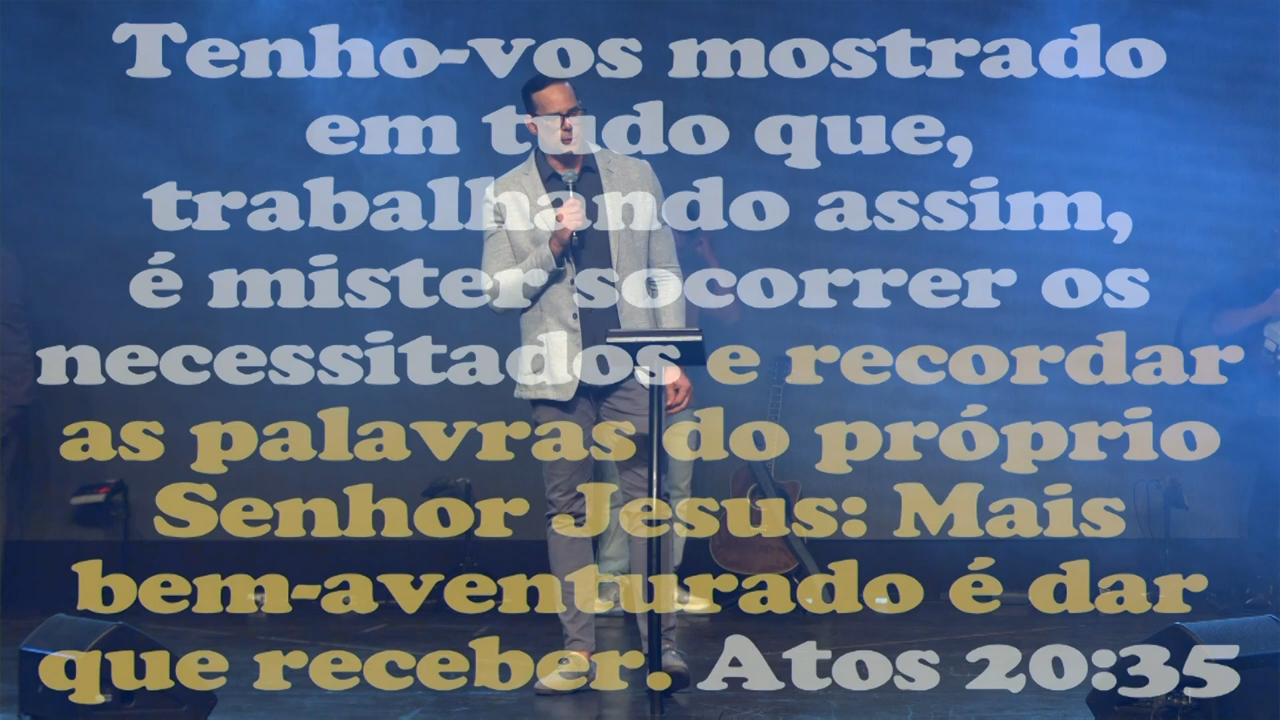 Tenho-vos mostrado
em tudo que,
trabalhando assim,
é mister socorrer os
necessitados e recordar
as palavras do próprio
Senhor Jesus: Mais
bem-aventurado é dar
que receber. Atos 20:35